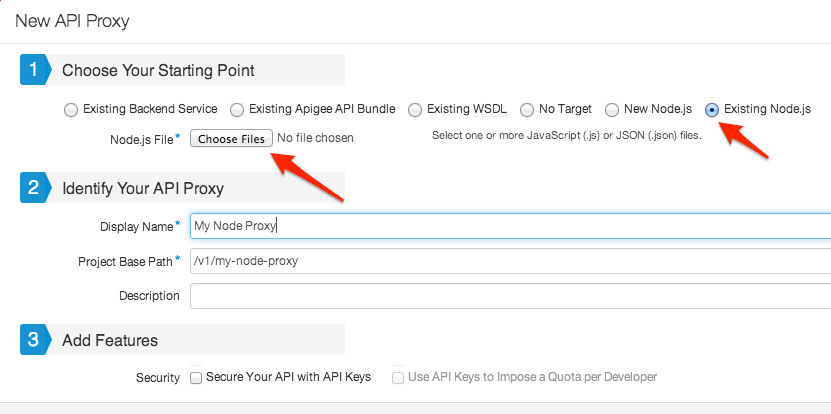 New API Proxy
1 Choose Your Starting Point
Existing Backend Service Existing Apigee API Bundle Existing WSDL No Target New Node.js Existing Node.js
Node.js File* Choose Files No file chosen Select one or more JavaScript (.js) or JSON (.json) files.
2 Identify Your API Proxy
Display Name* My Node Proxy
Project Base Path* /v1/my-node-proxy
Description
3 Add Features
Security Secure Your API with API Keys Use API Keys to Impose a Quota per Developer